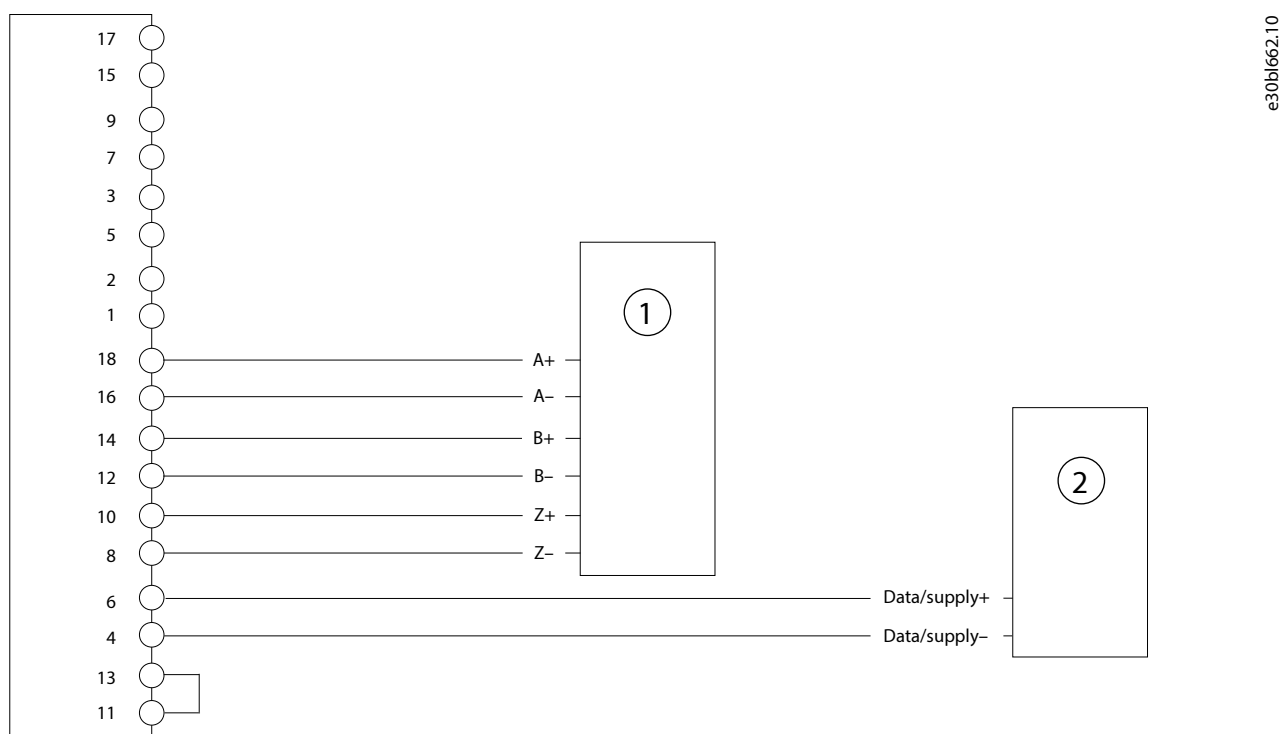 e30bl662.10
17
15
9
7
3
5
2
1
1
18 A+
16 A–
14 B+
12 B–
2
10 Z+
8 Z–
6 Data/supply+
4 Data/supply–
13
11